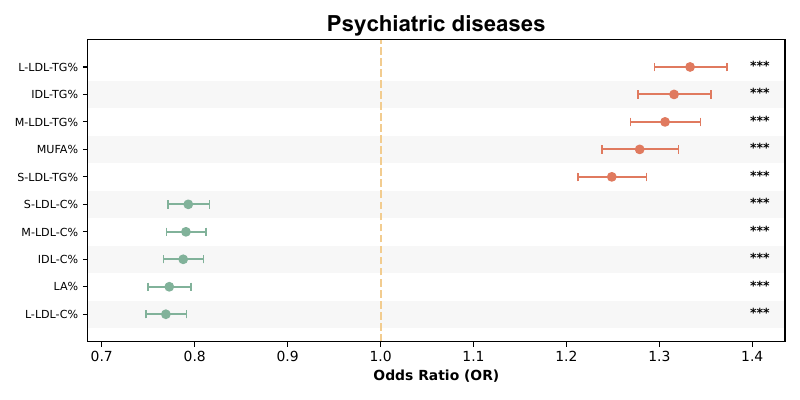 Psychiatric diseases
L-LDL-TG% ***
IDL-TG% ***
M-LDL-TG% ***
MUFA% ***
S-LDL-TG% ***
S-LDL-C% ***
M-LDL-C% ***
IDL-C% ***
LA% ***
L-LDL-C% ***
0.7 0.8 0.9 1.0 1.1 1.2 1.3 1.4
Odds Ratio (OR)